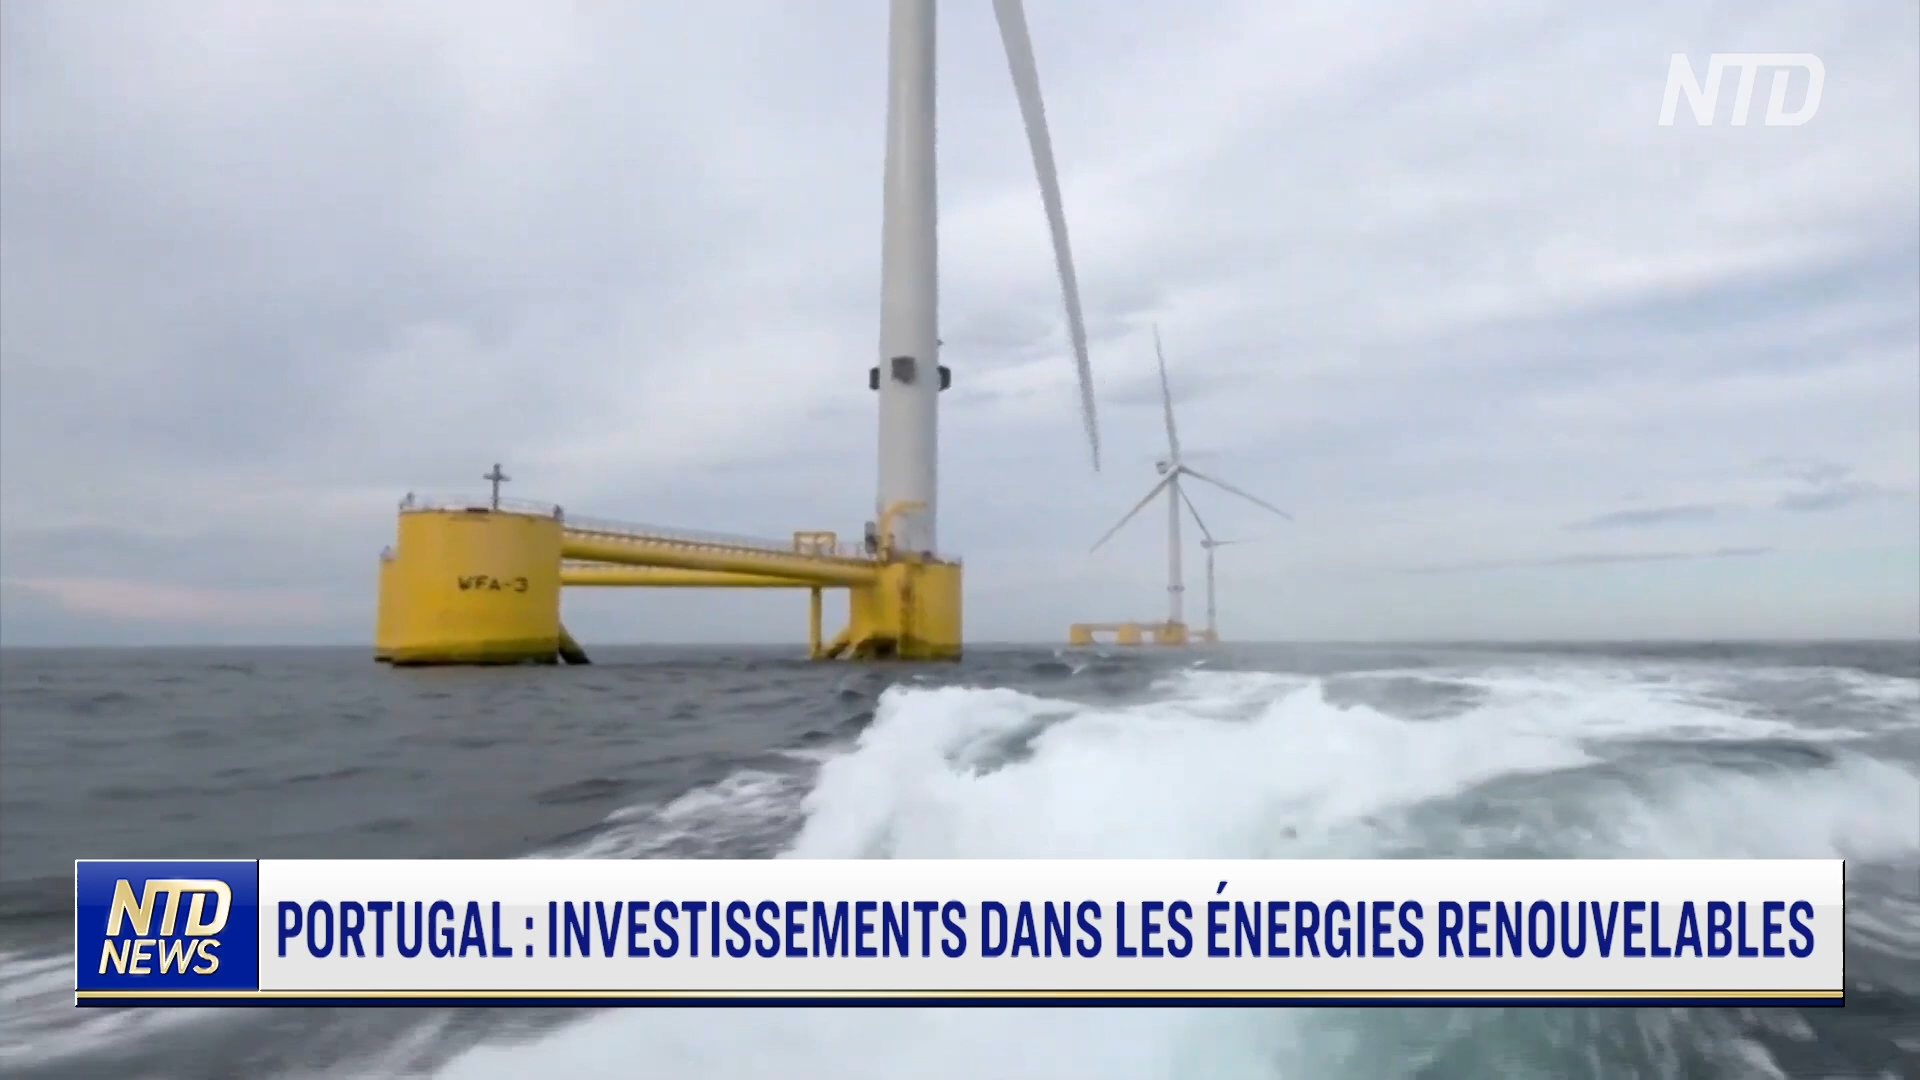 NTD
WFA-3
NTD
NEWS
PORTUGAL : INVESTISSEMENTS DANS LES ÉNERGIES RENOUVELABLES